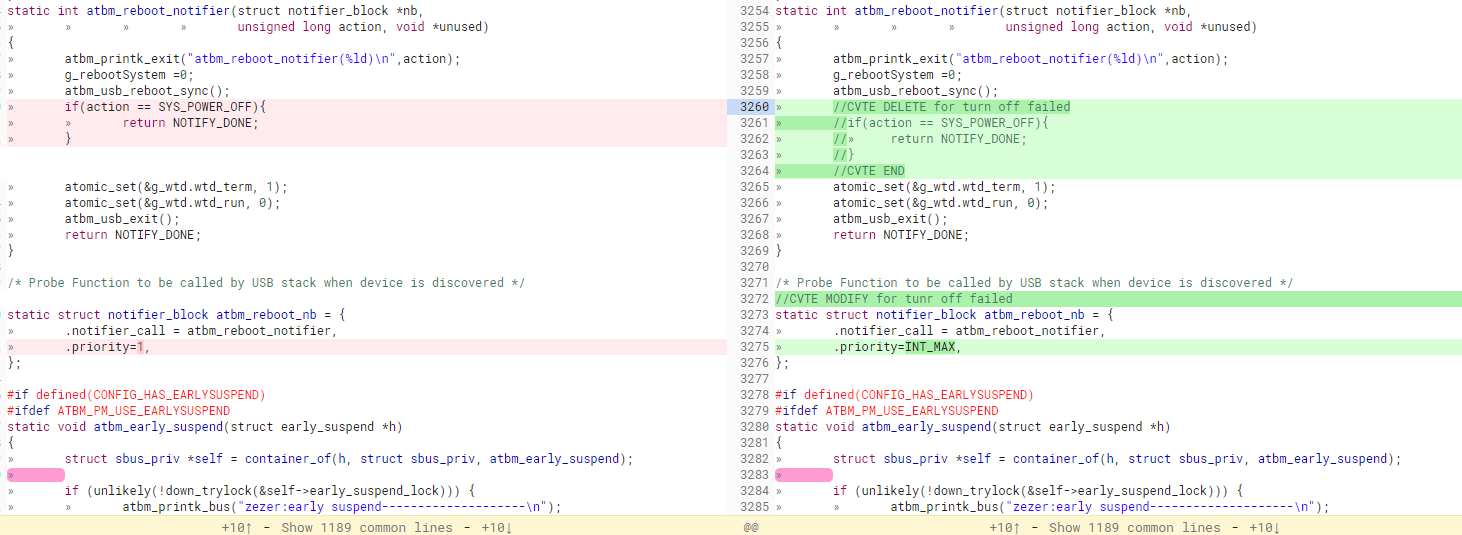 static int atbm_reboot_notifier(struct notifier_block *nb,
» » » » unsigned long action, void *unused)
{
» atbm_printk_exit("atbm_reboot_notifier(%ld)\n",action);
» g_rebootSystem =0;
» atbm_usb_reboot_sync();
» if(action == SYS_POWER_OFF){
» » return NOTIFY_DONE;
» }
» atomic_set(&g_wtd.wtd_term, 1);
» atomic_set(&g_wtd.wtd_run, 0);
» atbm_usb_exit();
» return NOTIFY_DONE;
}
/* Probe Function to be called by USB stack when device is discovered */
static struct notifier_block atbm_reboot_nb = {
» .notifier_call = atbm_reboot_notifier,
» .priority=1,
};
#if defined(CONFIG_HAS_EARLYSUSPEND)
#ifdef ATBM_PM_USE_EARLYSUSPEND
static void atbm_early_suspend(struct early_suspend *h)
{
» struct sbus_priv *self = container_of(h, struct sbus_priv, atbm_early_suspend);
»
» if (unlikely(!down_trylock(&self->early_suspend_lock))) {
» » atbm_printk_bus("zezer:early suspend--------------------\n");
+10↑ - Show 1189 common lines - +10↓
3254 static int atbm_reboot_notifier(struct notifier_block *nb,
3255 » » » » unsigned long action, void *unused)
3256 {
3257 » atbm_printk_exit("atbm_reboot_notifier(%ld)\n",action);
3258 » g_rebootSystem =0;
3259 » atbm_usb_reboot_sync();
3260 » //CVTE DELETE for turn off failed
3261 » //if(action == SYS_POWER_OFF){
3262 » //» return NOTIFY_DONE;
3263 » //}
3264 » //CVTE END
3265 » atomic_set(&g_wtd.wtd_term, 1);
3266 » atomic_set(&g_wtd.wtd_run, 0);
3267 » atbm_usb_exit();
3268 » return NOTIFY_DONE;
3269 }
3270
3271 /* Probe Function to be called by USB stack when device is discovered */
3272 //CVTE MODIFY for tunr off failed
3273 static struct notifier_block atbm_reboot_nb = {
3274 » .notifier_call = atbm_reboot_notifier,
3275 » .priority=INT_MAX,
3276 };
3277
3278 #if defined(CONFIG_HAS_EARLYSUSPEND)
3279 #ifdef ATBM_PM_USE_EARLYSUSPEND
3280 static void atbm_early_suspend(struct early_suspend *h)
3281 {
3282 » struct sbus_priv *self = container_of(h, struct sbus_priv, atbm_early_suspend);
3283 »
3284 » if (unlikely(!down_trylock(&self->early_suspend_lock))) {
3285 » » atbm_printk_bus("zezer:early suspend--------------------\n");
@@ +10↑ - Show 1189 common lines - +10↓